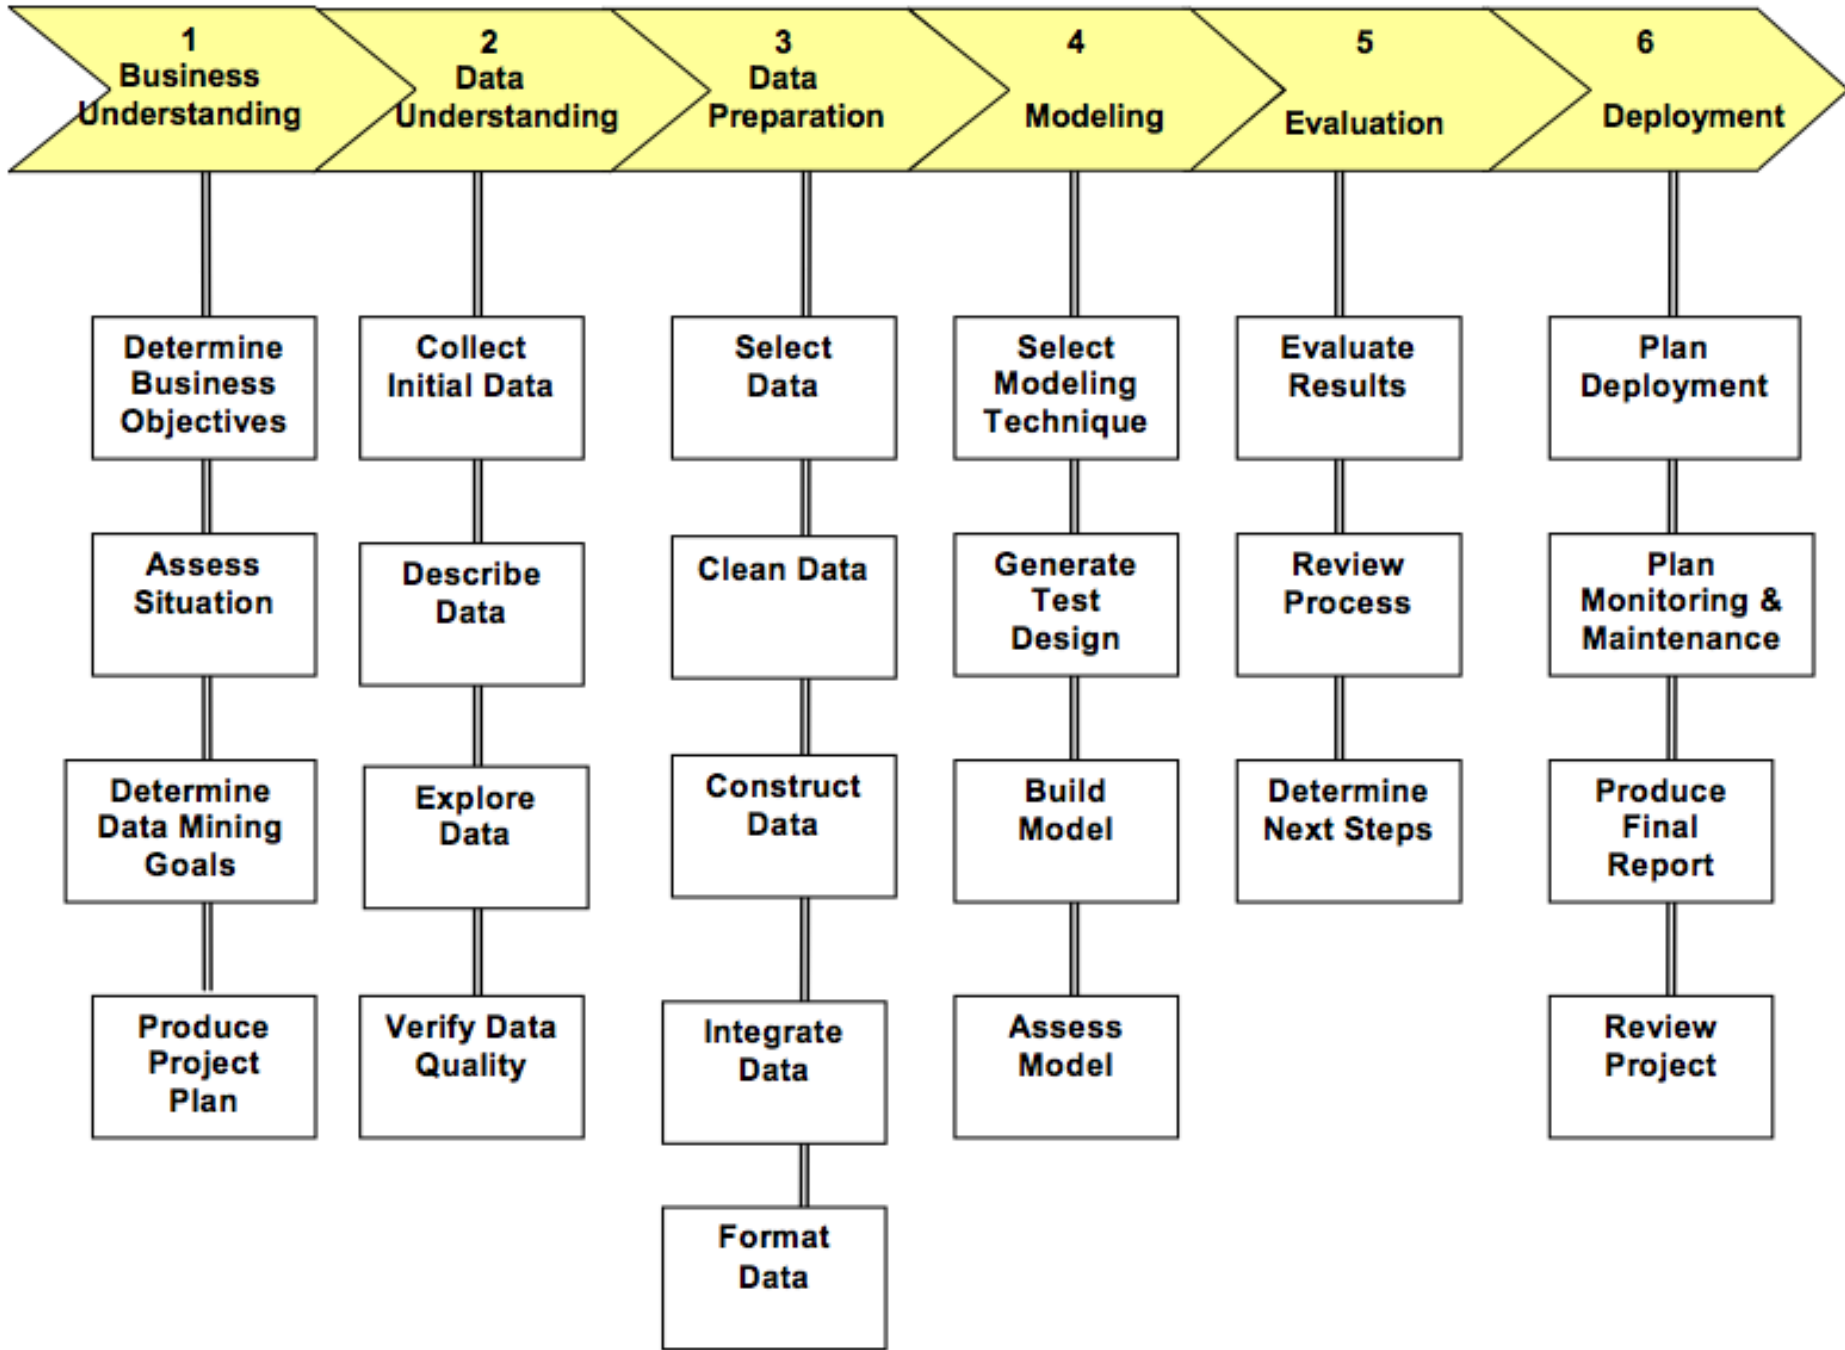 1
Business
Understanding
2
Data
Understanding
3
Data
Preparation
4
Modeling
5
Evaluation
6
Deployment
Determine
Business
Objectives
Assess
Situation
Determine
Data Mining
Goals
Produce
Project
Plan
Collect
Initial Data
Describe
Data
Explore
Data
Verify Data
Quality
Select
Data
Clean Data
Construct
Data
Integrate
Data
Format
Data
Select
Modeling
Technique
Generate
Test
Design
Build
Model
Assess
Model
Evaluate
Results
Review
Process
Determine
Next Steps
Plan
Deployment
Plan
Monitoring &
Maintenance
Produce
Final
Report
Review
Project